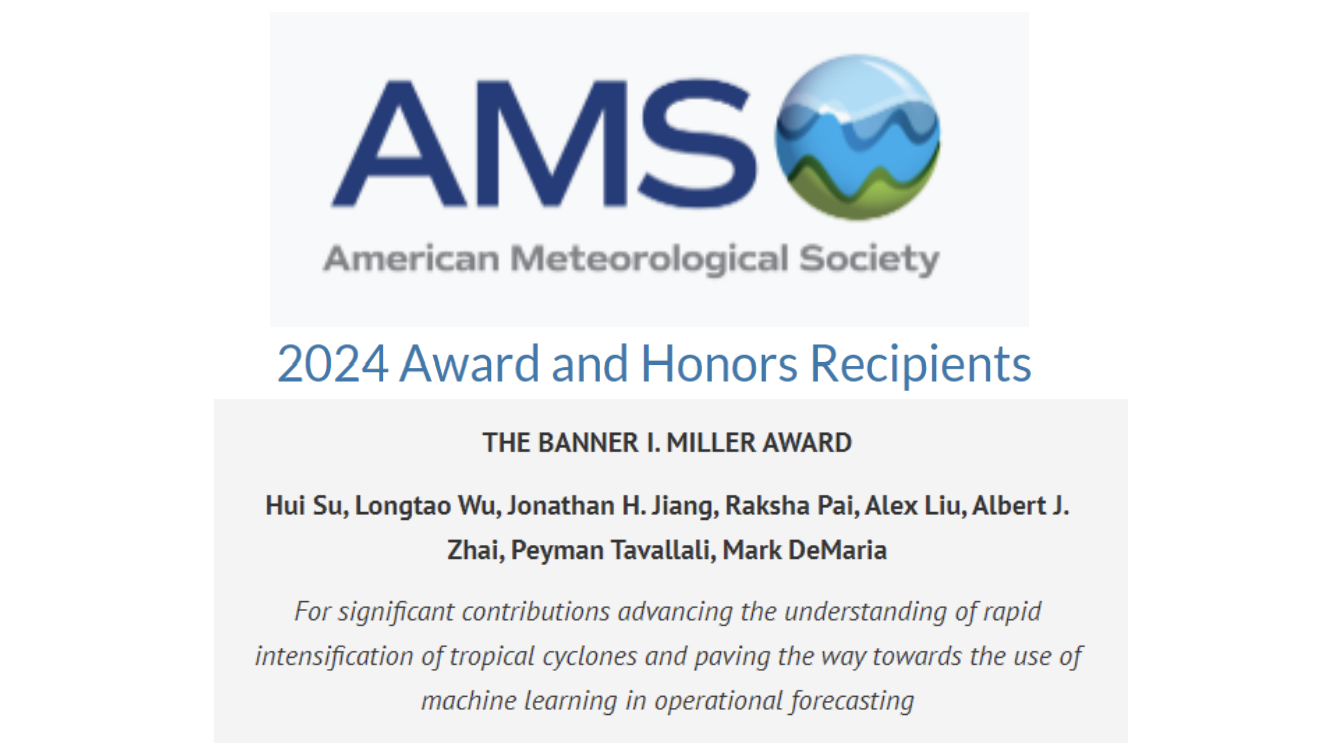 AMS
American Meteorological Society
2024 Award and Honors Recipients
THE BANNER I. MILLER AWARD
Hui Su, Longtao Wu, Jonathan H. Jiang, Raksha Pai, Alex Liu, Albert J.
Zhai, Peyman Tavallali, Mark DeMaria
For significant contributions advancing the understanding of rapid
intensification of tropical cyclones and paving the way towards the use of
machine learning in operational forecasting